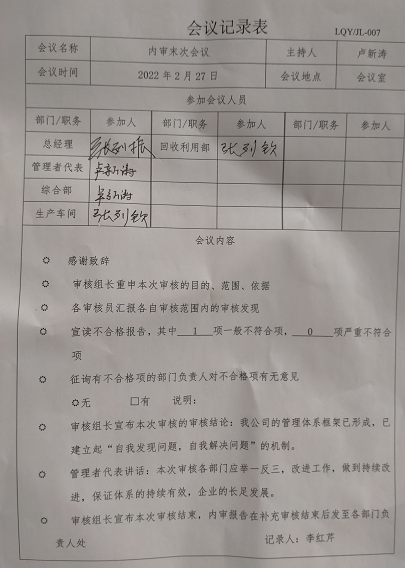 会议记录表 LQY/JL-007
会议名称 内审末次会议 主持人 卢新涛
会议时间 2022年2月27日 会议地点 会议室
参加会议人员
部门/职务 参加人 部门/职务 参加人 部门/职务 参加人
总经理 张列振 回收利用部 张列钦
管理者代表 卢新涛
综合部
生产车间 张列钦
会议内容
感谢致辞
审核组长重申本次审核的目的、范围、依据
各审核员汇报各自审核范围内的审核发现
宣读不合格报告，其中 1 项一般不符合项， 0 项严重不符合
项
征询有不合格项的部门负责人对不合格项有无意见
无 □有 说明：
审核组长宣布本次审核的审核结论：我公司的管理体系框架已形成，已
建立起“自我发现问题，自我解决问题”的机制。
管理者代表讲话：本次审核各部门应举一反三，改进工作，做到持续改
进，保证体系的持续有效，企业的长足发展。
审核组长宣布本次审核结束，内审报告在补充审核结束后发至各部门负
责人处 记录人：李红芹